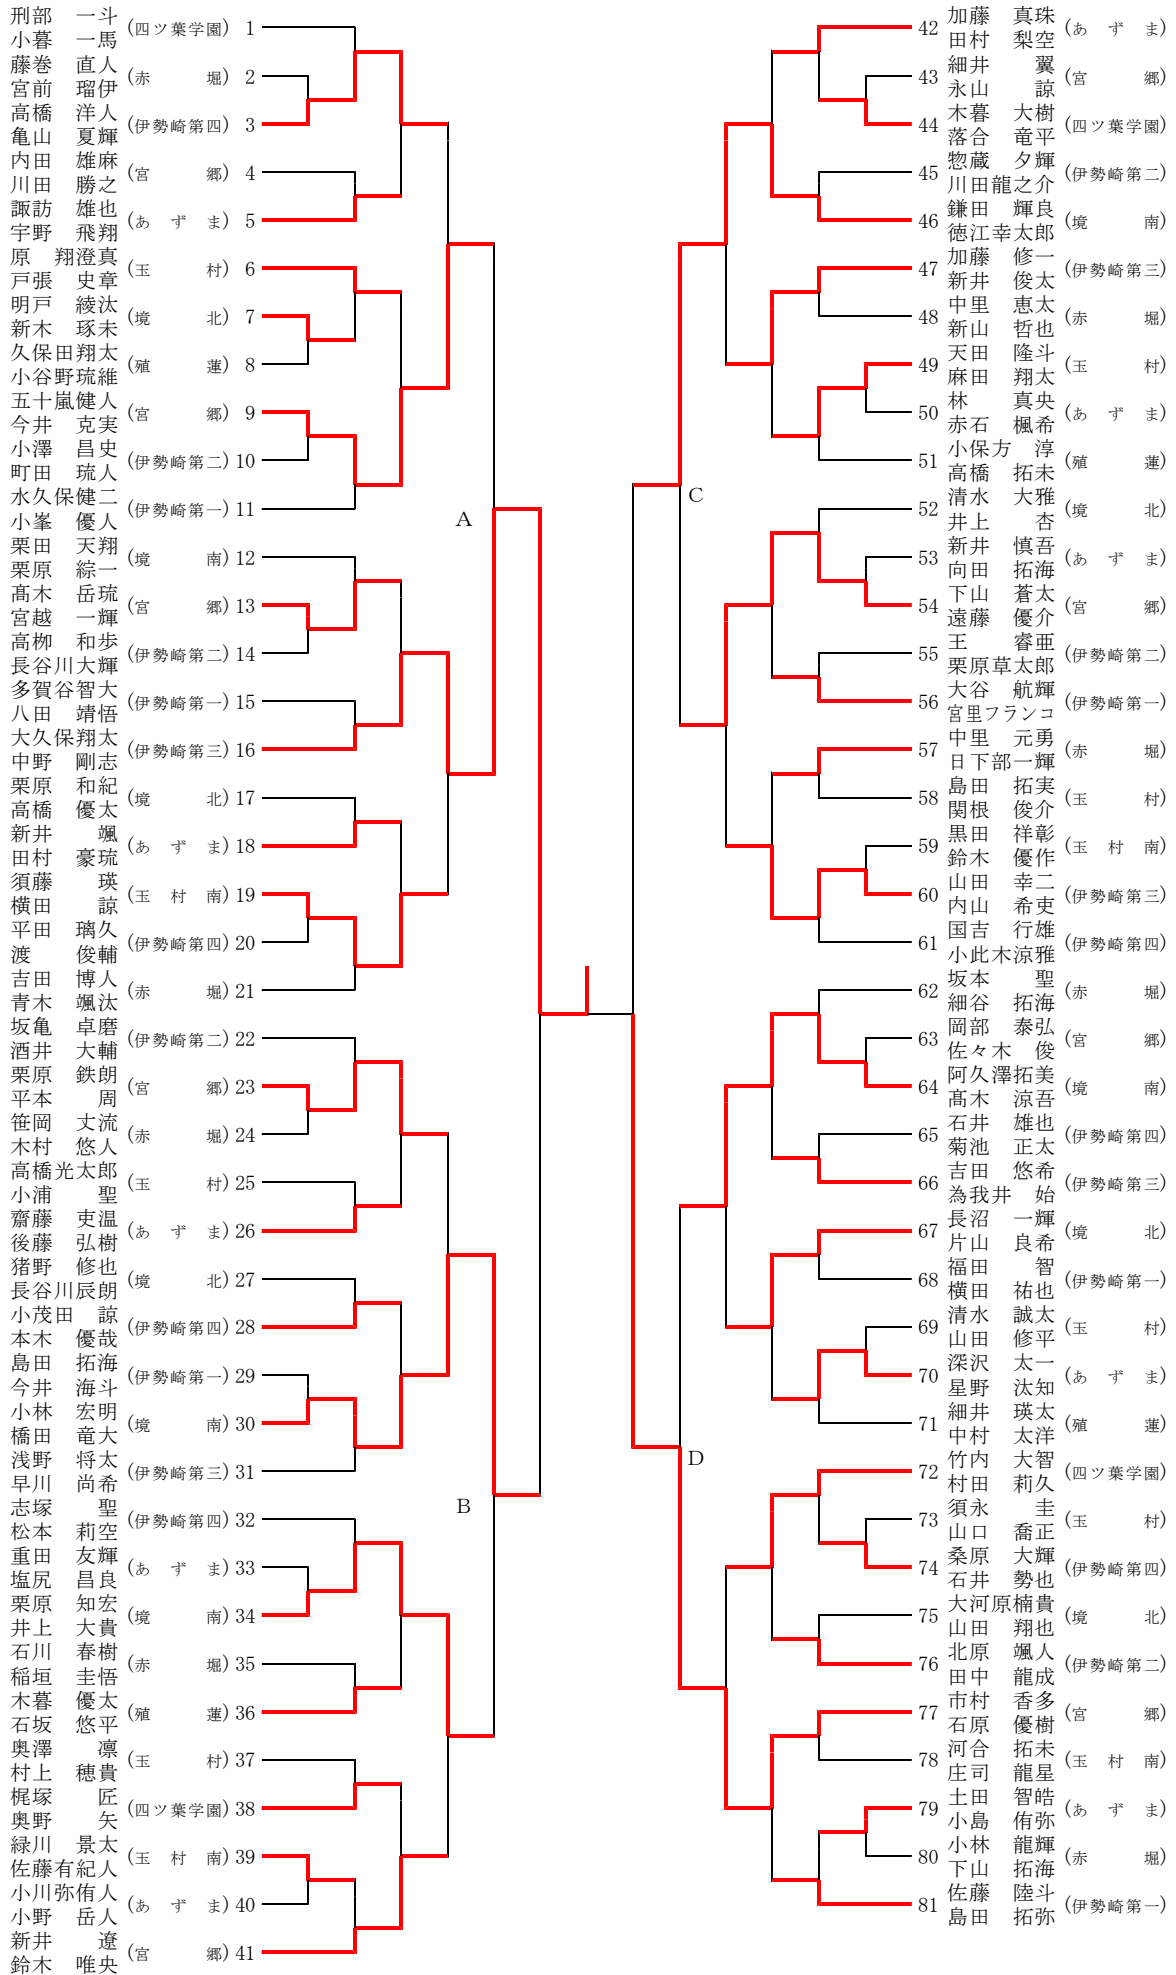 刑部　一斗
小暮　一馬
(四ツ葉学園) 1
藤巻　直人
宮前　瑠伊
(赤　堀) 2
高橋　洋人
亀山　夏輝
(伊勢崎第四) 3
内田　雄麻
川田　勝之
(宮　郷) 4
諏訪　雄也
宇野　飛翔
(あ　ず　ま) 5
原　翔澄真
戸張　史章
(玉　村) 6
明戸　綾汰
新木　琢未
(境　北) 7
久保田翔太
小谷野琉維
(殖　蓮) 8
五十嵐健人
今井　克実
(宮　郷) 9
小澤　昌史
町田　琉人
(伊勢崎第二) 10
水久保健二
小峯　優人
(伊勢崎第一) 11
栗田　天翔
栗原　綜一
(境　南) 12
髙木　岳琉
宮越　一輝
(宮　郷) 13
高栁　和歩
長谷川大輝
(伊勢崎第二) 14
多賀谷智大
八田　靖悟
(伊勢崎第一) 15
大久保翔太
中野　剛志
(伊勢崎第三) 16
栗原　和紀
高橋　優太
(境　北) 17
新井　颯
田村　豪琉
(あ　ず　ま) 18
須藤　瑛
横田　諒
(玉　村　南) 19
平田　璃久
渡　俊輔
(伊勢崎第四) 20
吉田　博人
青木　颯汰
(赤　堀) 21
坂亀　卓磨
酒井　大輔
(伊勢崎第二) 22
栗原　鉄朗
平本　周
(宮　郷) 23
笹岡　丈流
木村　悠人
(赤　堀) 24
高橋光太郎
小浦　聖
(玉　村) 25
齋藤　吏温
後藤　弘樹
(あ　ず　ま) 26
猪野　修也
長谷川辰朗
(境　北) 27
小茂田　諒
本木　優哉
(伊勢崎第四) 28
島田　拓海
今井　海斗
(伊勢崎第一) 29
小林　宏明
橋田　竜大
(境　南) 30
浅野　将太
早川　尚希
(伊勢崎第三) 31
志塚　聖
松本　莉空
(伊勢崎第四) 32
重田　友輝
塩尻　昌良
(あ　ず　ま) 33
栗原　知宏
井上　大貴
(境　南) 34
石川　春樹
稲垣　圭悟
(赤　堀) 35
木暮　優太
石坂　悠平
(殖　蓮) 36
奥澤　凛
村上　穂貴
(玉　村) 37
梶塚　匠
奥野　矢
(四ツ葉学園) 38
緑川　景太
佐藤有紀人
(玉　村　南) 39
小川弥侑人
小野　岳人
(あ　ず　ま) 40
新井　遼
鈴木　唯央
(宮　郷) 41
A
B
C
D
42 加藤　真珠
田村　梨空
(あ　ず　ま)
43 細井　翼
永山　諒
(宮　郷)
44 木暮　大樹
落合　竜平
(四ツ葉学園)
45 惣蔵　夕輝
川田龍之介
(伊勢崎第二)
46 鎌田　輝良
徳江幸太郎
(境　南)
47 加藤　修一
新井　俊太
(伊勢崎第三)
48 中里　恵太
新山　哲也
(赤　堀)
49 天田　隆斗
麻田　翔太
(玉　村)
50 林　真央
赤石　楓希
(あ　ず　ま)
51 小保方　淳
高橋　拓未
(殖　蓮)
52 清水　大雅
井上　杏
(境　北)
53 新井　慎吾
向田　拓海
(あ　ず　ま)
54 下山　蒼太
遠藤　優介
(宮　郷)
55 王　睿亜
栗原草太郎
(伊勢崎第二)
56 大谷　航輝
宮里フランコ
(伊勢崎第一)
57 中里　元勇
日下部一輝
(赤　堀)
58 島田　拓実
関根　俊介
(玉　村)
59 黒田　祥彰
鈴木　優作
(玉　村　南)
60 山田　幸二
内山　希吏
(伊勢崎第三)
61 国吉　行雄
小此木涼雅
(伊勢崎第四)
62 坂本　聖
細谷　拓海
(赤　堀)
63 岡部　泰弘
佐々木　俊
(宮　郷)
64 阿久澤拓美
髙木　涼吾
(境　南)
65 石井　雄也
菊池　正太
(伊勢崎第四)
66 吉田　悠希
為我井　始
(伊勢崎第三)
67 長沼　一輝
片山　良希
(境　北)
68 福田　智
横田　祐也
(伊勢崎第一)
69 清水　誠太
山田　修平
(玉　村)
70 深沢　太一
星野　汰知
(あ　ず　ま)
71 細井　瑛太
中村　太洋
(殖　蓮)
72 竹内　大智
村田　莉久
(四ツ葉学園)
73 須永　圭
山口　喬正
(玉　村)
74 桑原　大輝
石井　勢也
(伊勢崎第四)
75 大河原楠貴
山田　翔也
(境　北)
76 北原　颯人
田中　龍成
(伊勢崎第二)
77 市村　香多
石原　優樹
(宮　郷)
78 河合　拓未
庄司　龍星
(玉　村　南)
79 土田　智皓
小島　侑弥
(あ　ず　ま)
80 小林　龍輝
下山　拓海
(赤　堀)
81 佐藤　陸斗
島田　拓弥
(伊勢崎第一)